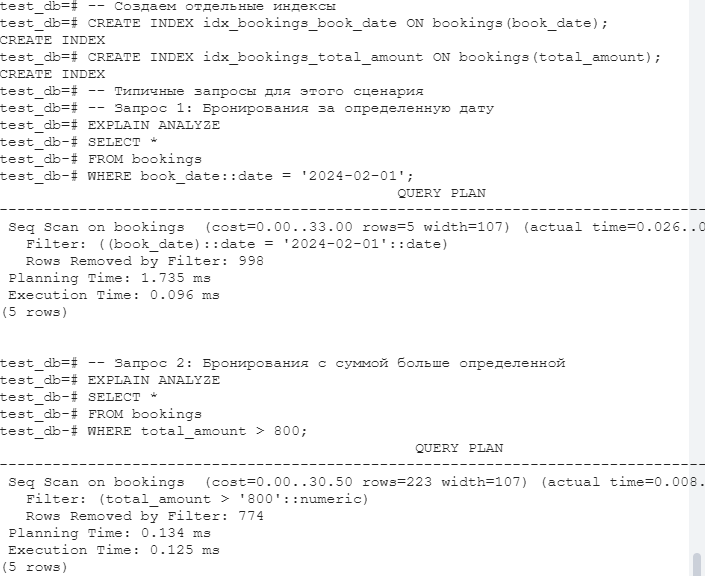 test_db=# -- Создаем отдельные индексы
test_db=# CREATE INDEX idx_bookings_book_date ON bookings(book_date);
CREATE INDEX
test_db=# CREATE INDEX idx_bookings_total_amount ON bookings(total_amount);
CREATE INDEX
test_db=# -- Типичные запросы для этого сценария
test_db=# -- Запрос 1: Бронирования за определенную дату
test_db=# EXPLAIN ANALYZE
test_db-# SELECT *
test_db-# FROM bookings
test_db-# WHERE book_date::date = '2024-02-01';
QUERY PLAN
--------------------------------------------------------------------------------
Seq Scan on bookings  (cost=0.00..33.00 rows=5 width=107) (actual time=0.026..0
Filter: ((book_date)::date = '2024-02-01'::date)
Rows Removed by Filter: 998
Planning Time: 1.735 ms
Execution Time: 0.096 ms
(5 rows)
test_db=# -- Запрос 2: Бронирования с суммой больше определенной
test_db=# EXPLAIN ANALYZE
test_db-# SELECT *
test_db-# FROM bookings
test_db-# WHERE total_amount > 800;
QUERY PLAN
--------------------------------------------------------------------------------
Seq Scan on bookings  (cost=0.00..30.50 rows=223 width=107) (actual time=0.008.
Filter: (total_amount > '800'::numeric)
Rows Removed by Filter: 774
Planning Time: 0.134 ms
Execution Time: 0.125 ms
(5 rows)